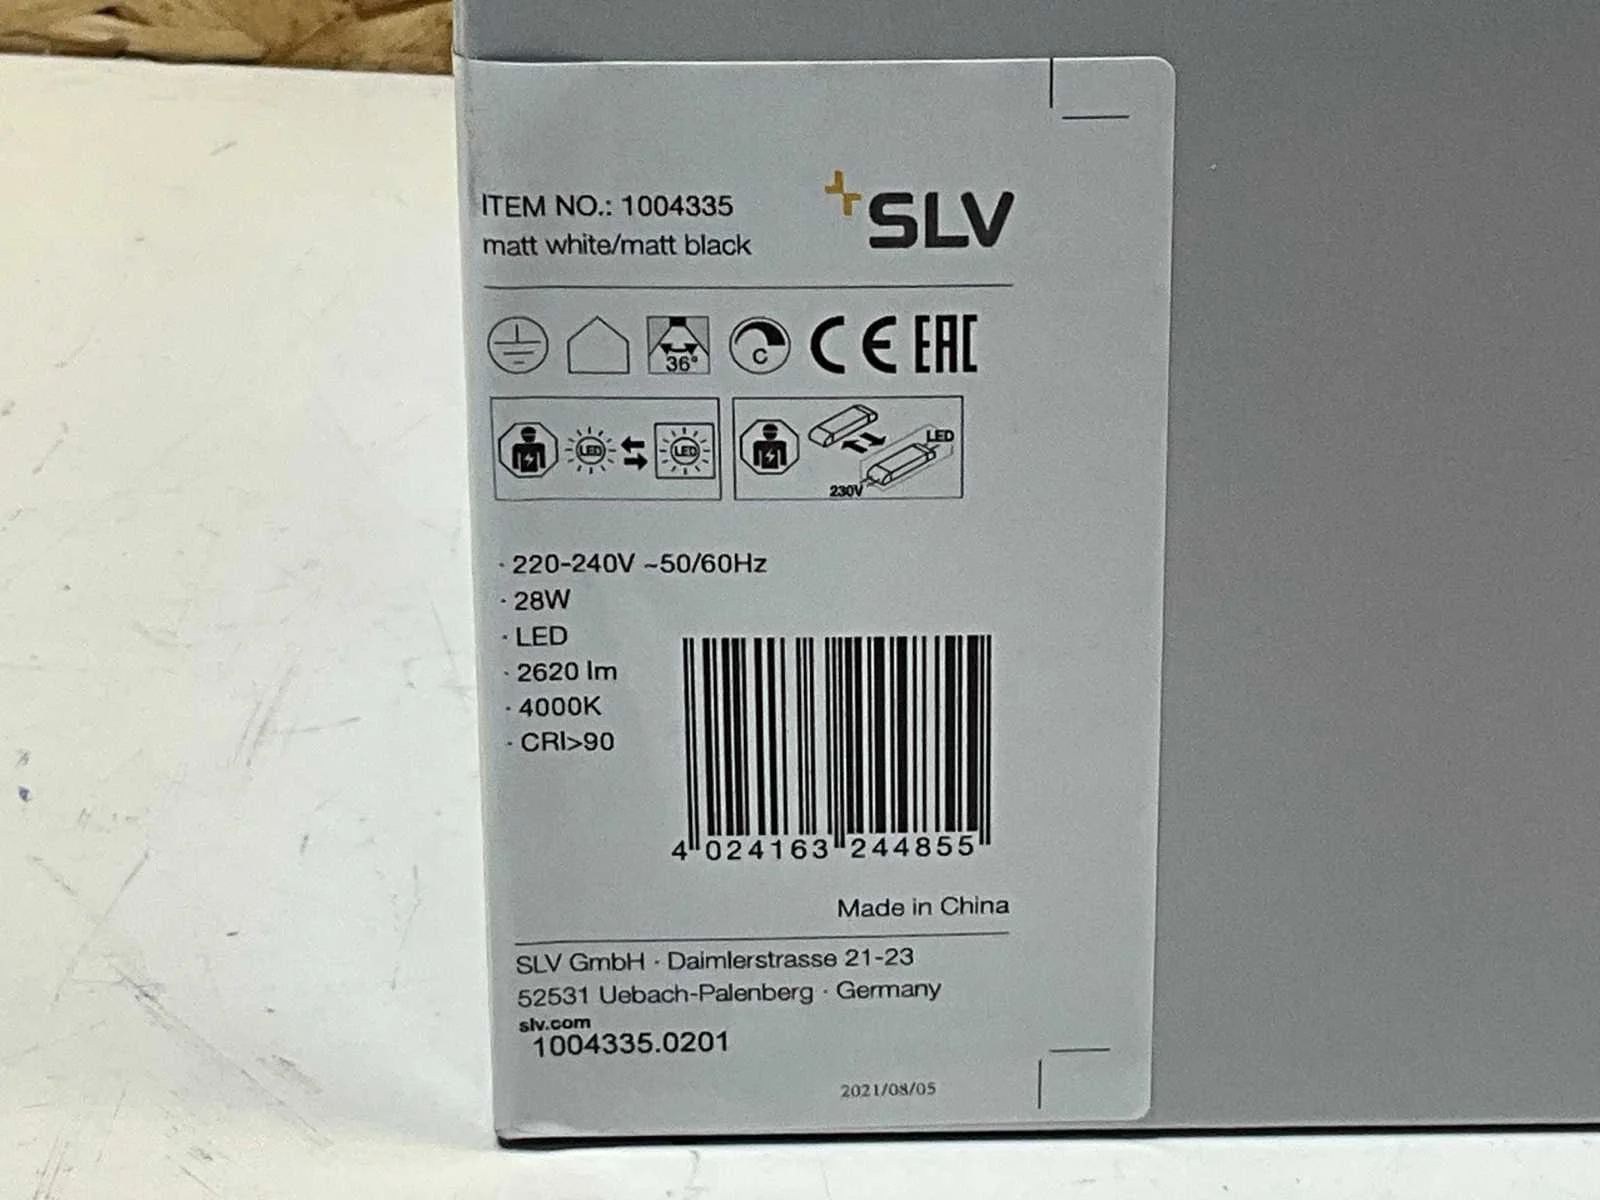 ITEM NO.: 1004335
matt white/matt black
SLV
36°
C
CE EAC
LED
LED
LED
230V
· 220-240V ~50/60Hz
· 28W
· LED
· 2620 lm
· 4000K
· CRI>90
4 024163 244855
Made in China
SLV GmbH · Daimlerstrasse 21-23
52531 Uebach-Palenberg · Germany
slv.com
1004335.0201
2021/08/05